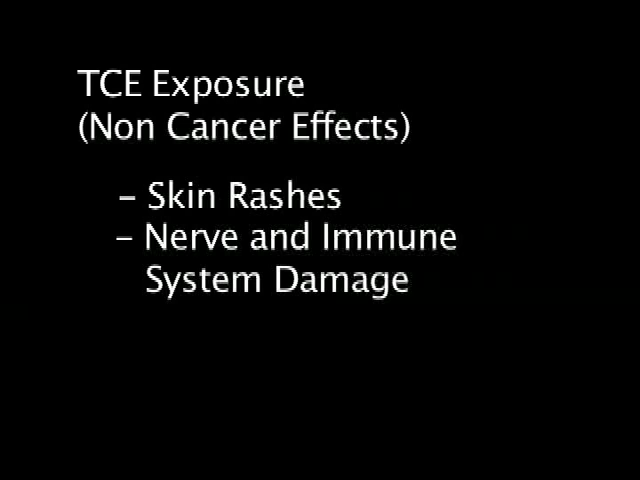 TCE Exposure
(Non Cancer Effects)
– Skin Rashes
– Nerve and Immune
System Damage